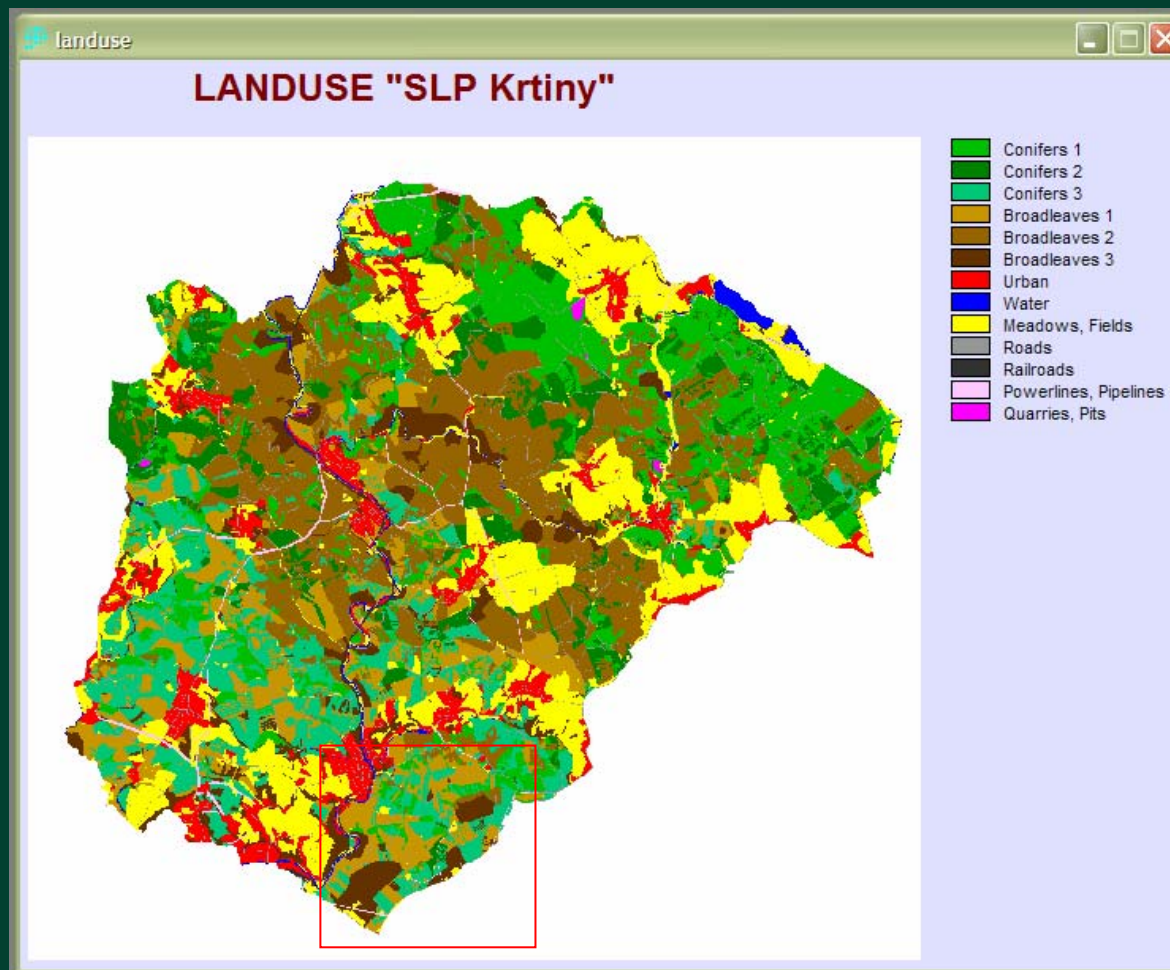 landuse
LANDUSE "SLP Krtiny"
Conifers 1
Conifers 2
Conifers 3
Broadleaves 1
Broadleaves 2
Broadleaves 3
Urban
Water
Meadows, Fields
Roads
Railroads
Powerlines, Pipelines
Quarries, Pits